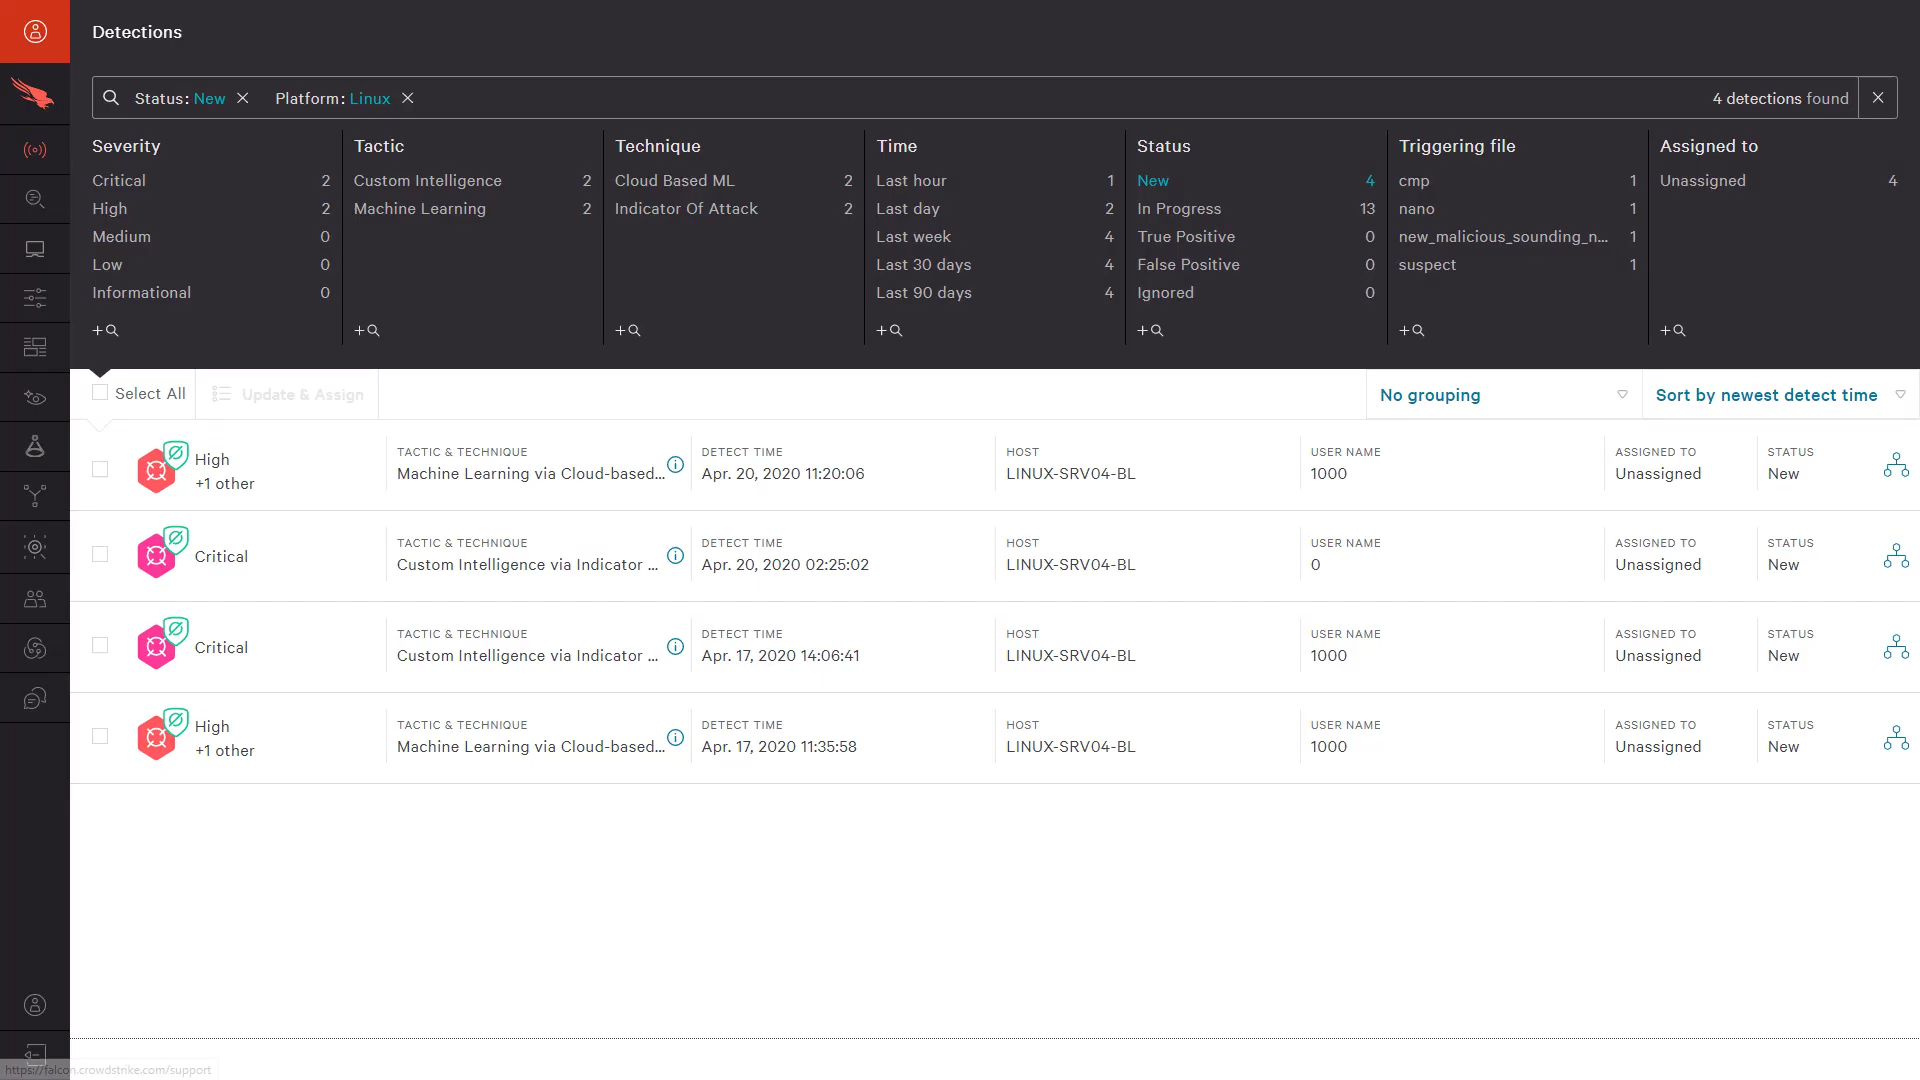 Detections
Status: New Platform: Linux 4 detections found
Severity
Critical 2
High 2
Medium 0
Low 0
Informational 0
Tactic
Custom Intelligence 2
Machine Learning 2
Technique
Cloud Based ML 2
Indicator Of Attack 2
Time
Last hour 1
Last day 2
Last week 4
Last 30 days 4
Last 90 days 4
Status
New 4
In Progress 13
True Positive 0
False Positive 0
Ignored 0
Triggering file
cmp 1
nano 1
new_malicious_sounding_n... 1
suspect 1
Assigned to
Unassigned 4
Select All Update & Assign No grouping Sort by newest detect time
High
+1 other
TACTIC & TECHNIQUE
Machine Learning via Cloud-based...
DETECT TIME
Apr. 20, 2020 11:20:06
HOST
LINUX-SRV04-BL
USER NAME
1000
ASSIGNED TO
Unassigned
STATUS
New
Critical
TACTIC & TECHNIQUE
Custom Intelligence via Indicator ...
DETECT TIME
Apr. 20, 2020 02:25:02
HOST
LINUX-SRV04-BL
USER NAME
0
ASSIGNED TO
Unassigned
STATUS
New
Critical
TACTIC & TECHNIQUE
Custom Intelligence via Indicator ...
DETECT TIME
Apr. 17, 2020 14:06:41
HOST
LINUX-SRV04-BL
USER NAME
1000
ASSIGNED TO
Unassigned
STATUS
New
High
+1 other
TACTIC & TECHNIQUE
Machine Learning via Cloud-based...
DETECT TIME
Apr. 17, 2020 11:35:58
HOST
LINUX-SRV04-BL
USER NAME
1000
ASSIGNED TO
Unassigned
STATUS
New
https://falcon.crowdstrike.com/support